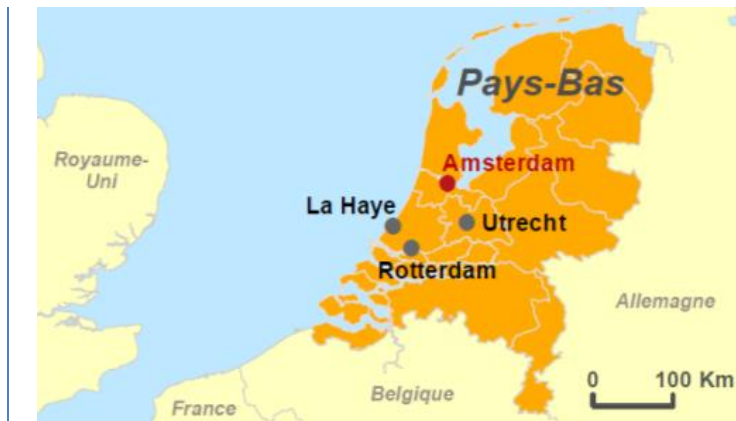 Pays-Bas
Royaume-
Uni
Amsterdam
La Haye
Utrecht
Rotterdam
Allemagne
Belgique
France
0 100 Km